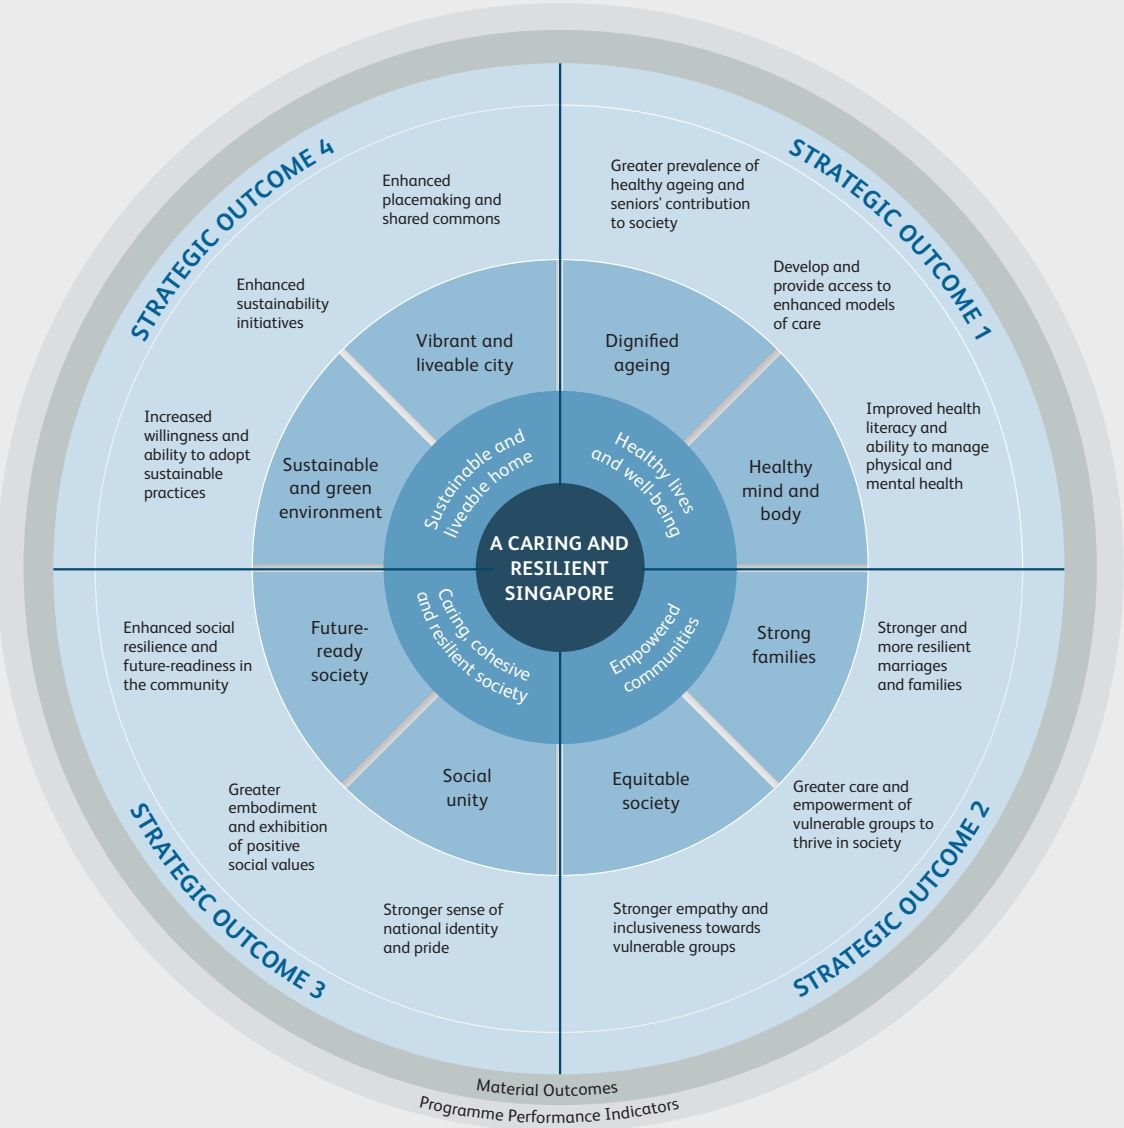 STRATEGIC OUTCOME 4
Enhanced
placemaking and
shared commons
Enhanced
sustainability
initiatives
Increased
willingness and
ability to adopt
sustainable
practices
Vibrant and
liveable city
Sustainable
and green
environment
Sustainable and
liveable home
STRATEGIC OUTCOME 1
Greater prevalence of
healthy ageing and
seniors' contribution
to society
Develop and
provide access to
enhanced models
of care
Improved health
literacy and
ability to manage
physical and
mental health
Dignified
ageing
Healthy
mind and
body
Healthy lives
and well-being
A CARING AND
RESILIENT
SINGAPORE
Caring, cohesive
and resilient society
Future-
ready
society
Social
unity
Enhanced social
resilience and
future-readiness in
the community
Greater
embodiment
and exhibition
of positive
social values
Stronger sense of
national identity
and pride
STRATEGIC OUTCOME 3
Empowered
communities
Strong
families
Equitable
society
Stronger and
more resilient
marriages
and families
Greater care and
empowerment of
vulnerable groups to
thrive in society
Stronger empathy and
inclusiveness towards
vulnerable groups
STRATEGIC OUTCOME 2
Material Outcomes
Programme Performance Indicators